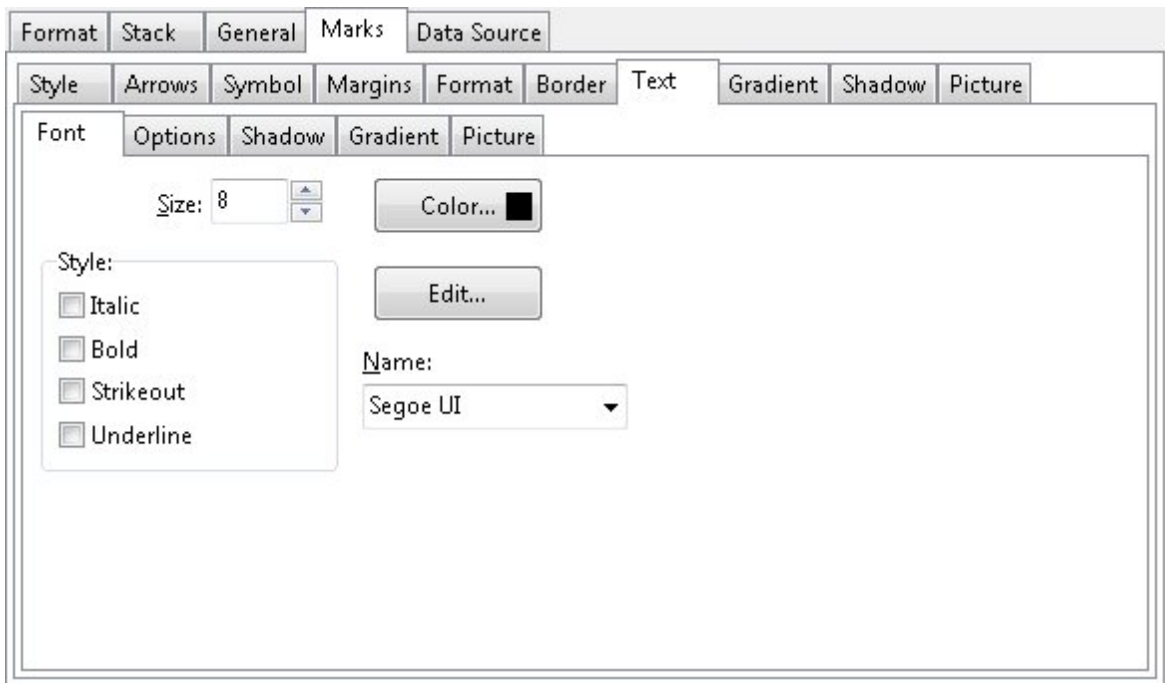 Format Stack General Marks Data Source
Style Arrows Symbol Margins Format Border Text Gradient Shadow Picture
Font Options Shadow Gradient Picture
Size: 8 Color...
Style:
Italic
Bold
Strikeout
Underline
Edit...
Name:
Segoe UI